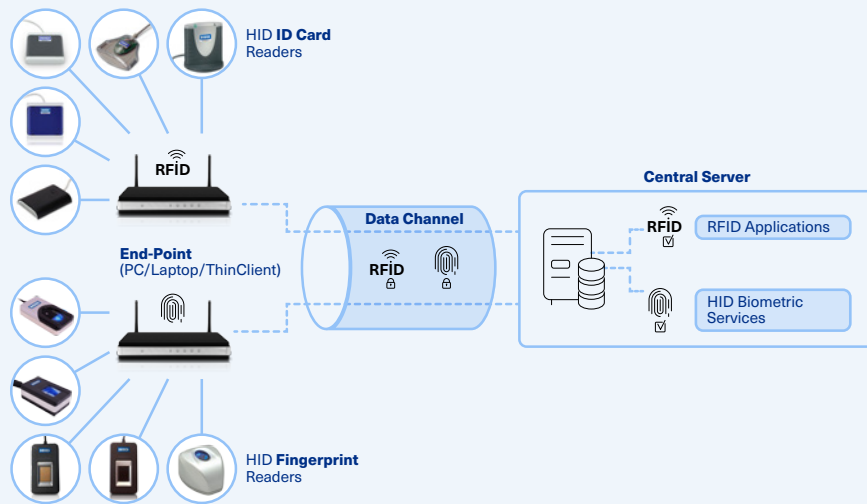 HID ID Card
Readers
RFID
End-Point
(PC/Laptop/ThinClient)
Data Channel
RFID
Central Server
RFID
RFID Applications
HID Biometric
Services
HID Fingerprint
Readers